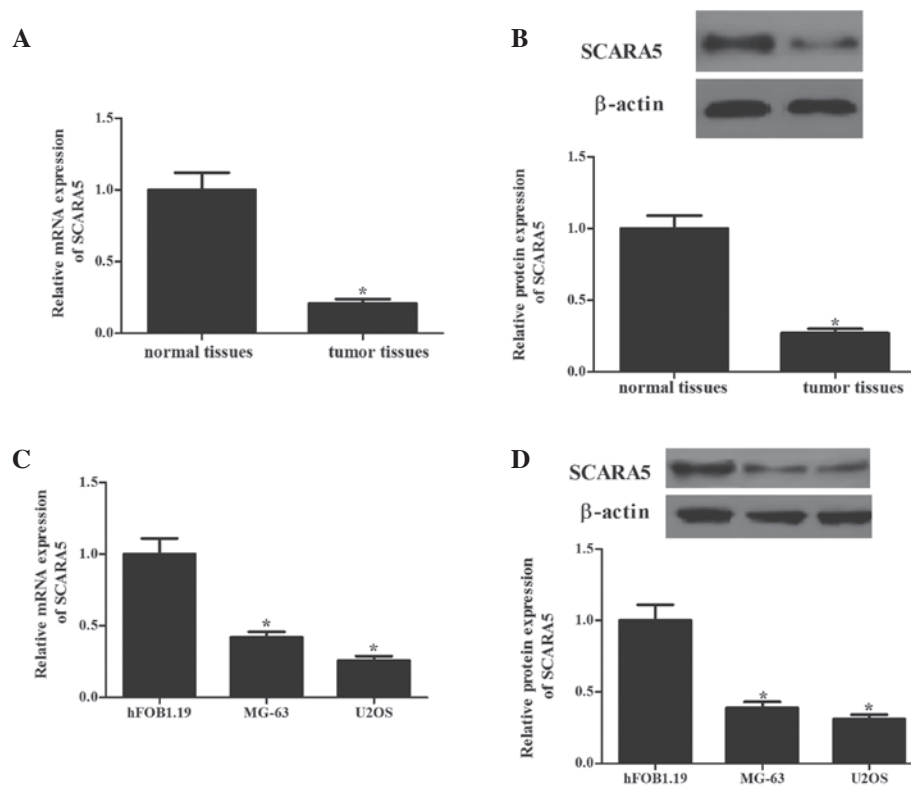 A
Relative mRNA expression
of SCARA5
1.5
1.0
0.5
0.0
*
normal tissues
tumor tissues
B
SCARA5
β-actin
Relative protein expression
of SCARA5
1.5
1.0
0.5
0.0
*
normal tissues
tumor tissues
C
Relative mRNA expression
of SCARA5
1.5
1.0
0.5
0.0
*
*
hFOB1.19
MG-63
U2OS
D
SCARA5
β-actin
Relative protein expression
of SCARA5
1.5
1.0
0.5
0.0
*
*
hFOB1.19
MG-63
U2OS